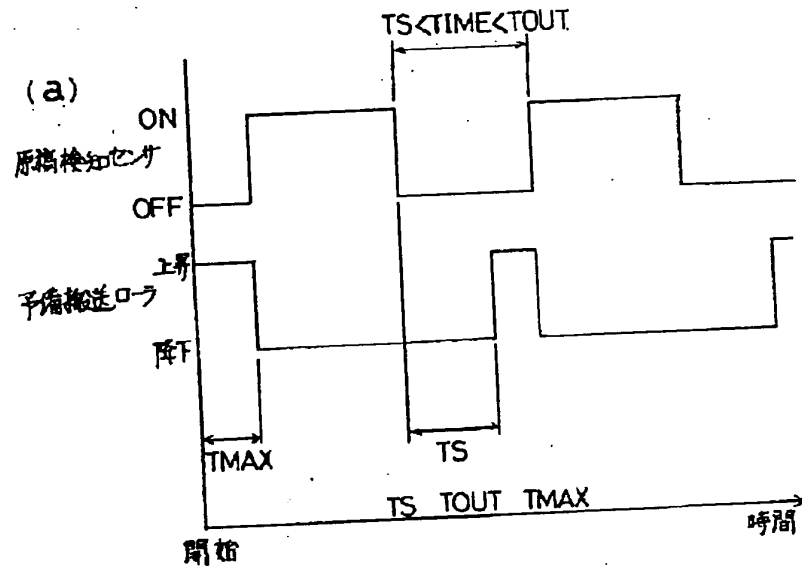 TS<TIME<TOUT
(a)
ON
原稿検知センサ
OFF
上昇
予備搬送ローラ
降下
TMAX
TS
TS TOUT TMAX
時間
開始